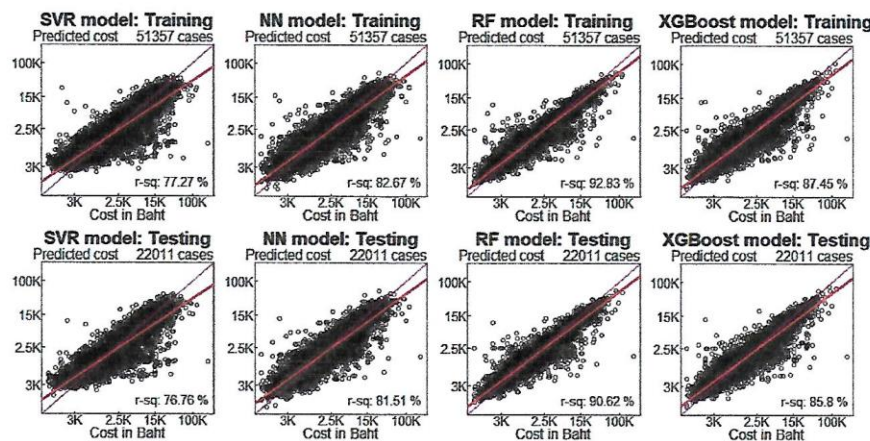 SVR model: Training
Predicted cost 51357 cases
100K
15K
2.5K
3K
r-sq: 77.27 %
3K 2.5K 15K 100K
Cost in Baht
NN model: Training
Predicted cost 51357 cases
100K
15K
2.5K
3K
r-sq: 82.67 %
3K 2.5K 15K 100K
Cost in Baht
RF model: Training
Predicted cost 51357 cases
100K
15K
2.5K
3K
r-sq: 92.83 %
3K 2.5K 15K 100K
Cost in Baht
XGBoost model: Training
Predicted cost 51357 cases
100K
15K
2.5K
3K
r-sq: 87.45 %
3K 2.5K 15K 100K
Cost in Baht
SVR model: Testing
Predicted cost 22011 cases
100K
15K
2.5K
3K
r-sq: 76.76 %
3K 2.5K 15K 100K
Cost in Baht
NN model: Testing
Predicted cost 22011 cases
100K
15K
2.5K
3K
r-sq: 81.51 %
3K 2.5K 15K 100K
Cost in Baht
RF model: Testing
Predicted cost 22011 cases
100K
15K
2.5K
3K
r-sq: 90.62 %
3K 2.5K 15K 100K
Cost in Baht
XGBoost model: Testing
Predicted cost 22011 cases
100K
15K
2.5K
3K
r-sq: 85.8 %
3K 2.5K 15K 100K
Cost in Baht